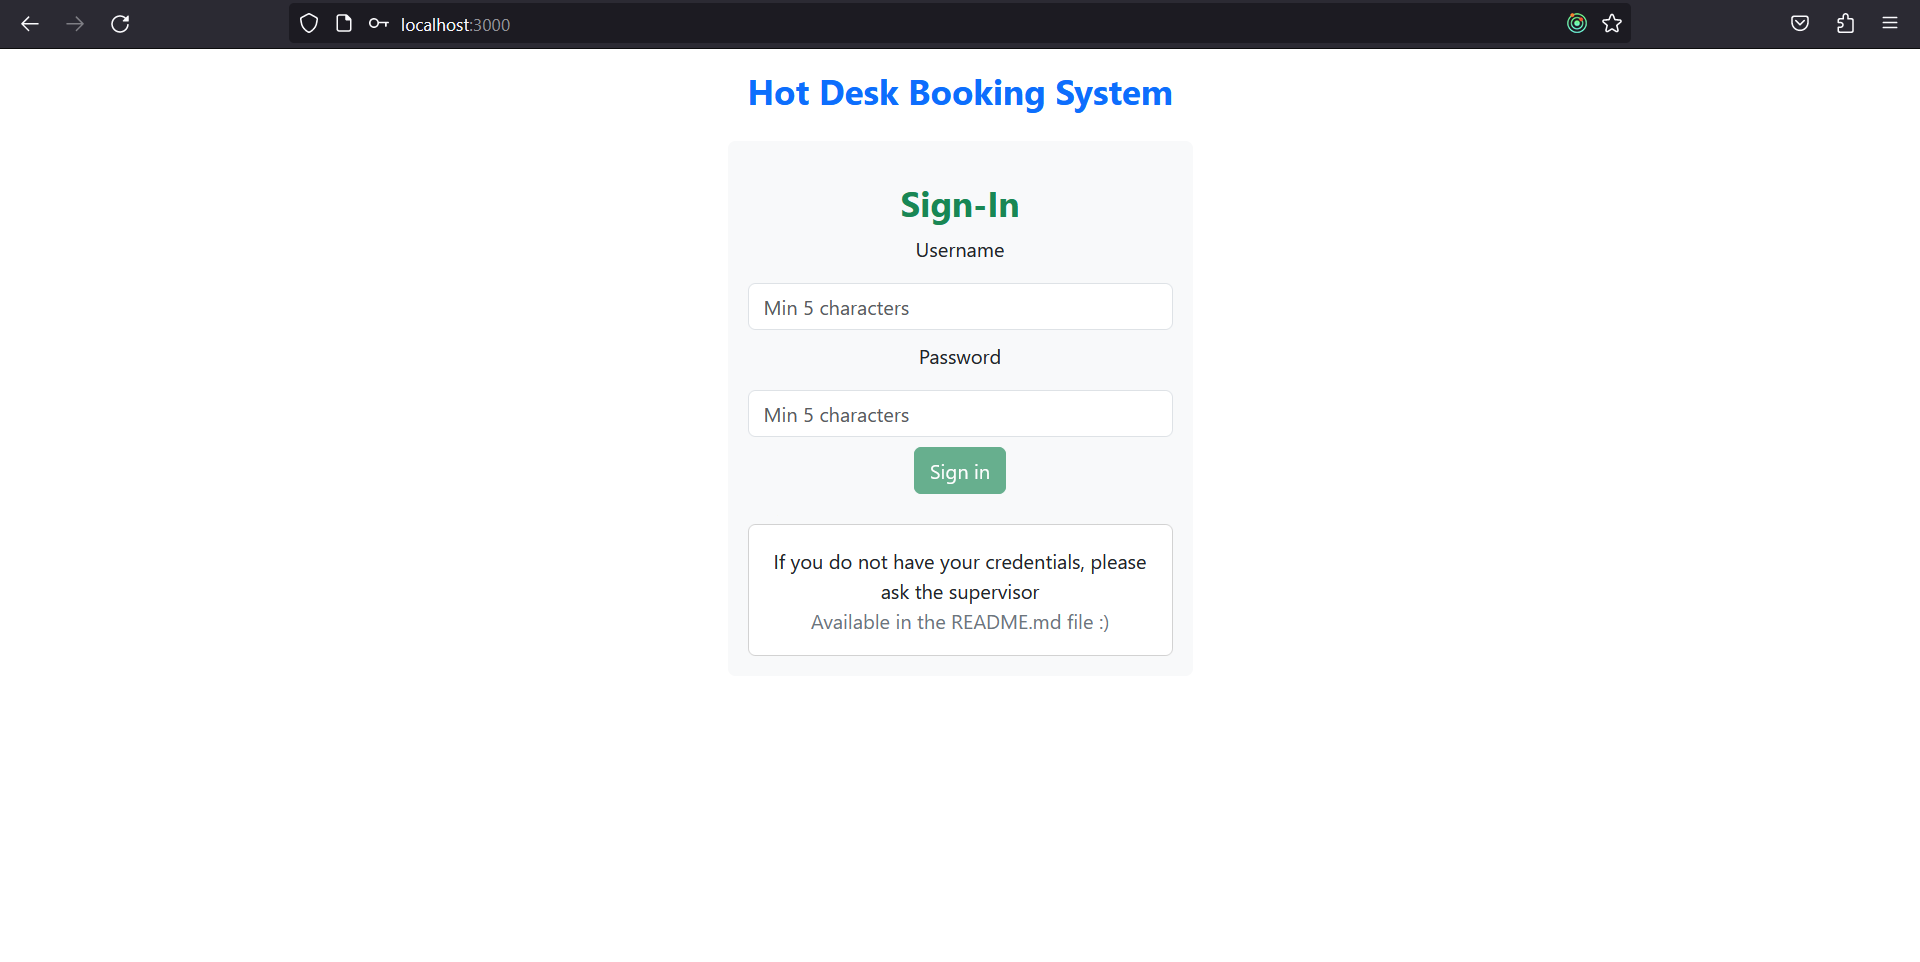 localhost:3000
Hot Desk Booking System
Sign-In
Username
Min 5 characters
Password
Min 5 characters
Sign in
If you do not have your credentials, please
ask the supervisor
Available in the README.md file :)